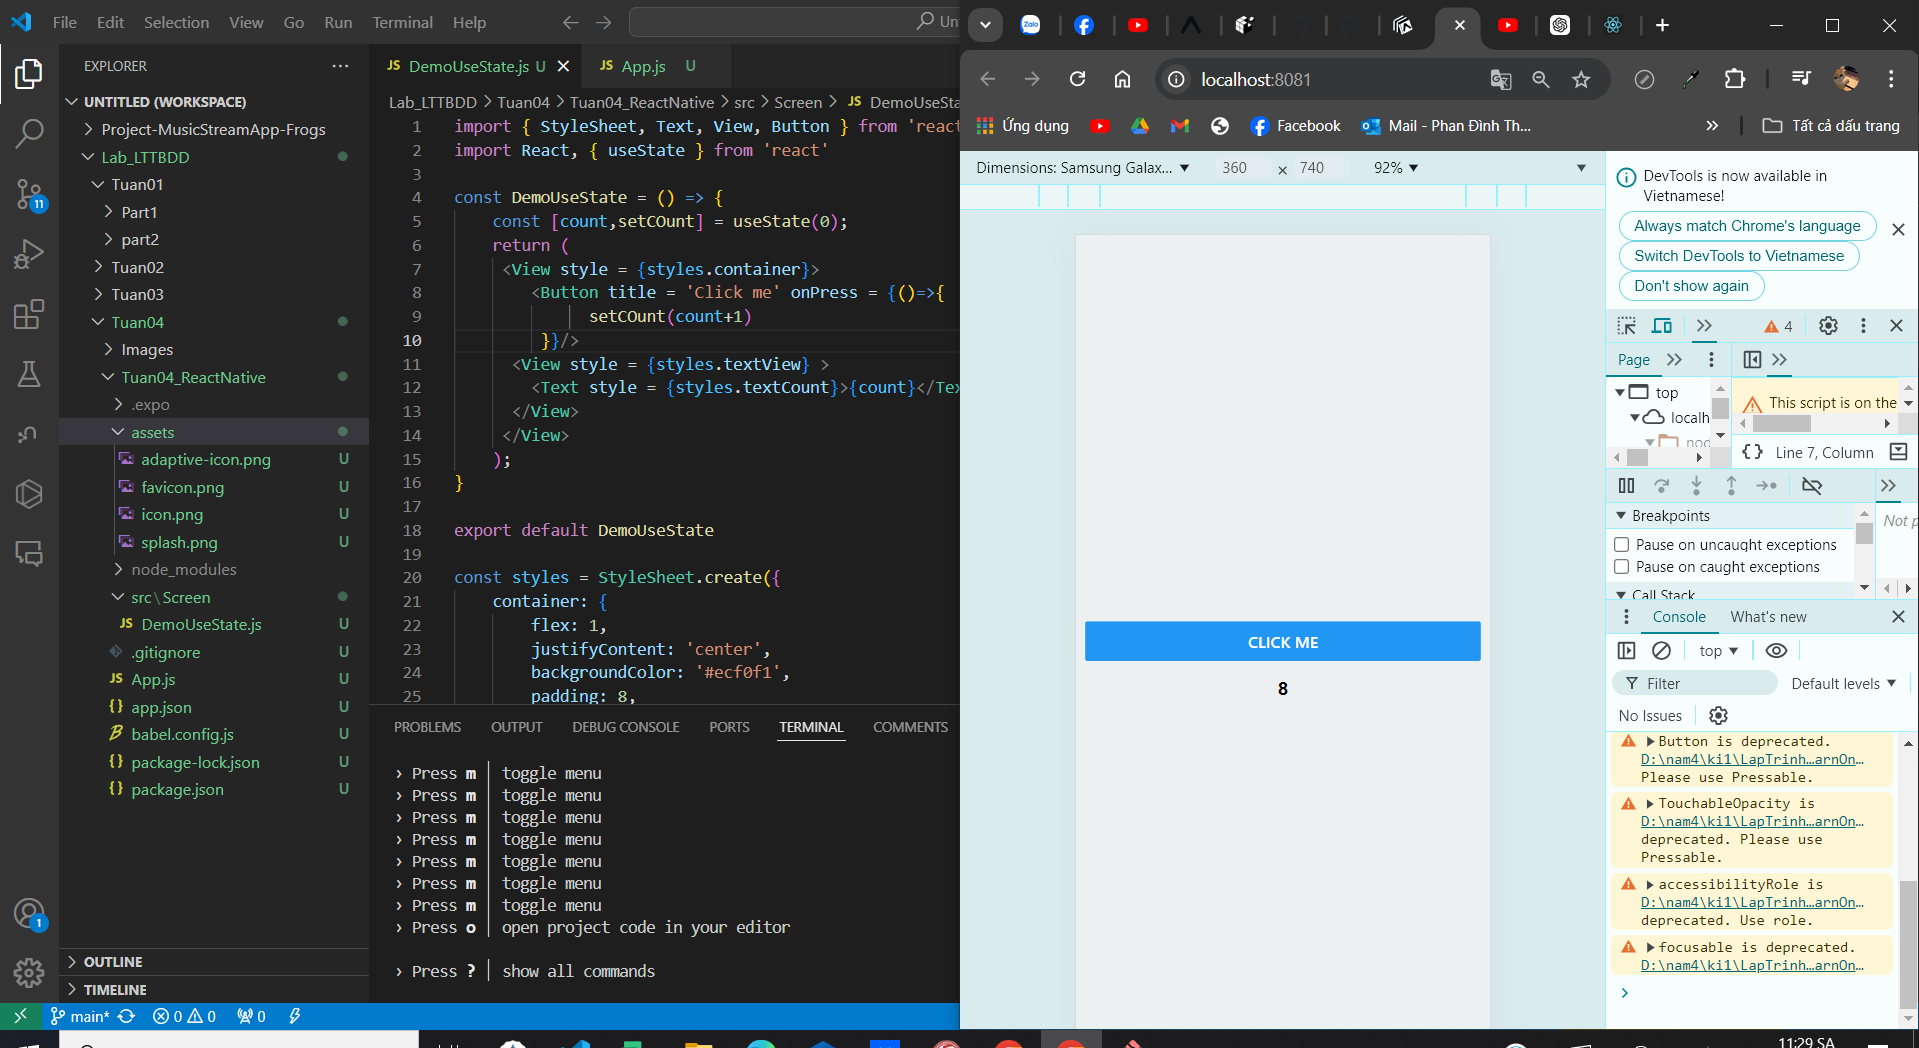 File Edit Selection View Go Run Terminal Help
EXPLORER
UNTITLED (WORKSPACE)
Project-MusicStreamApp-Frogs
Lab_LTTBDD
Tuan01
Part1
part2
Tuan02
Tuan03
Tuan04
Images
Tuan04_ReactNative
.expo
assets
adaptive-icon.png U
favicon.png U
icon.png U
splash.png U
node_modules
src\Screen
JS DemoUseState.js U
.gitignore U
JS App.js U
{} app.json U
babel.config.js U
{} package-lock.json U
{} package.json U
OUTLINE
TIMELINE
11
1
main* 0 0 0
JS DemoUseState.js U JS App.js U
Lab_LTTBDD > Tuan04 > Tuan04_ReactNative > src > Screen > JS DemoUseSta
1 import { StyleSheet, Text, View, Button } from 'react
2 import React, { useState } from 'react'
3
4 const DemoUseState = () => {
5 const [count,setCOunt] = useState(0);
6 return (
7 <View style = {styles.container}>
8 <Button title = 'Click me' onPress = {()=>{
9 setCOunt(count+1)
10 }}/>
11 <View style = {styles.textView} >
12 <Text style = {styles.textCount}>{count}</Tex
13 </View>
14 </View>
15 );
16 }
17
18 export default DemoUseState
19
20 const styles = StyleSheet.create({
21 container: {
22 flex: 1,
23 justifyContent: 'center',
24 backgroundColor: '#ecf0f1',
25 padding: 8,
PROBLEMS OUTPUT DEBUG CONSOLE PORTS TERMINAL COMMENTS
› Press m │ toggle menu
› Press m │ toggle menu
› Press m │ toggle menu
› Press m │ toggle menu
› Press m │ toggle menu
› Press m │ toggle menu
› Press m │ toggle menu
› Press o │ open project code in your editor
› Press ? │ show all commands
Zalo
localhost:8081
Ứng dụng Facebook Mail - Phan Đình Th... Tất cả dấu trang
Dimensions: Samsung Galax... 360 × 740 92%
CLICK ME
8
DevTools is now available in
Vietnamese!
Always match Chrome's language
Switch DevTools to Vietnamese
Don't show again
4
Page
top
localh
This script is on the
Line 7, Column
Breakpoints
Pause on uncaught exceptions
Pause on caught exceptions
Call Stack
Not p
Console What's new
top
Filter Default levels
No Issues
Button is deprecated.
D:\nam4\ki1\LapTrinh…arnOn…
Please use Pressable.
TouchableOpacity is
D:\nam4\ki1\LapTrinh…arnOn…
deprecated. Please use
Pressable.
accessibilityRole is
D:\nam4\ki1\LapTrinh…arnOn…
deprecated. Use role.
focusable is deprecated.
D:\nam4\ki1\LapTrinh…arnOn…
11:29 SA